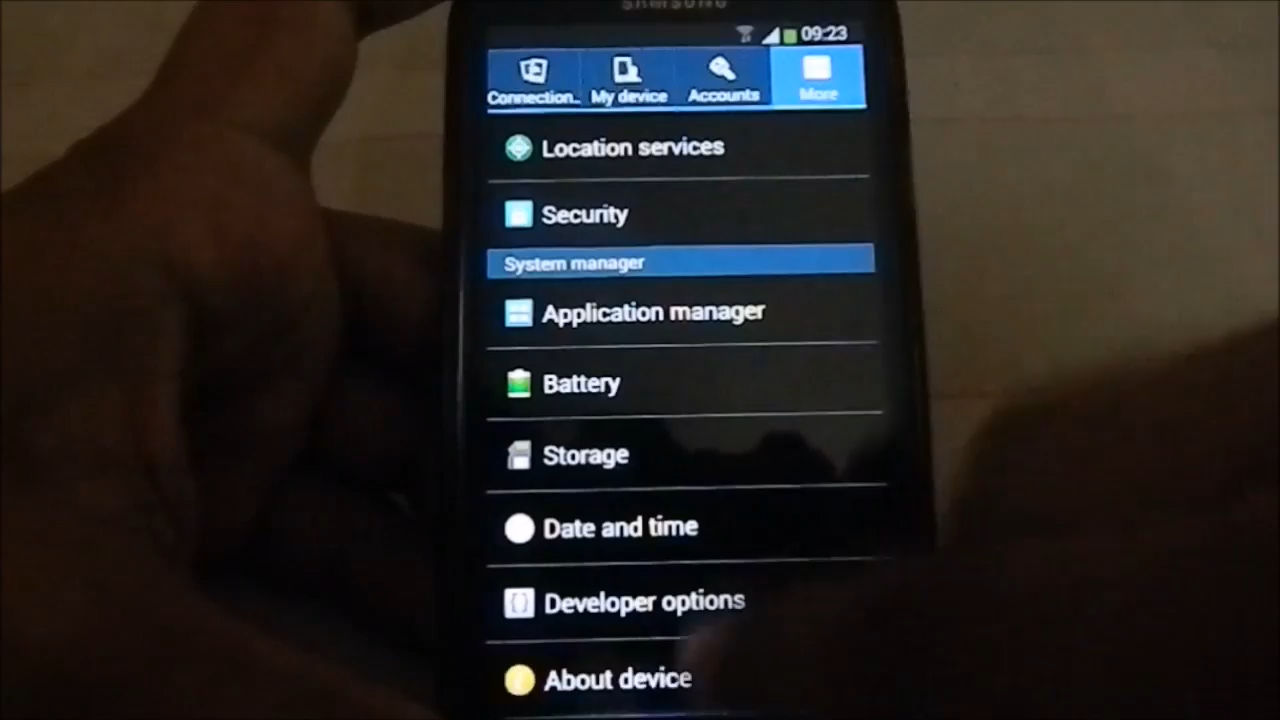 SAMSUNG
09:23
Connection..
My device
Accounts
More
Location services
Security
System manager
Application manager
Battery
Storage
Date and time
Developer options
About device